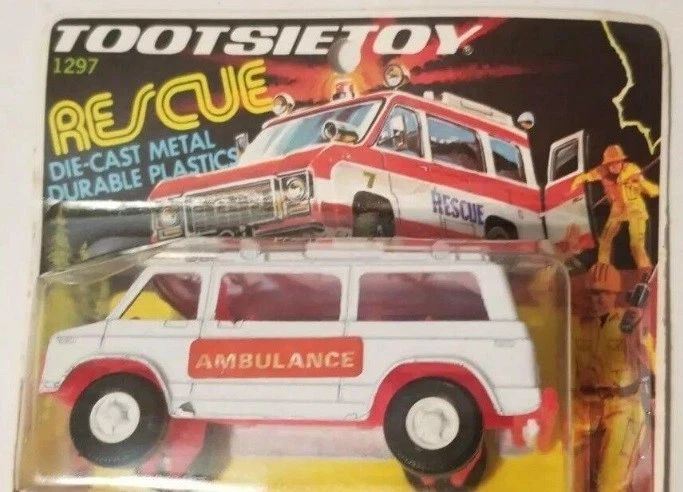 TOOTSIETOY®
1297
RESCUE
DIE-CAST METAL
DURABLE PLASTICS
7
RESCUE
AMBULANCE